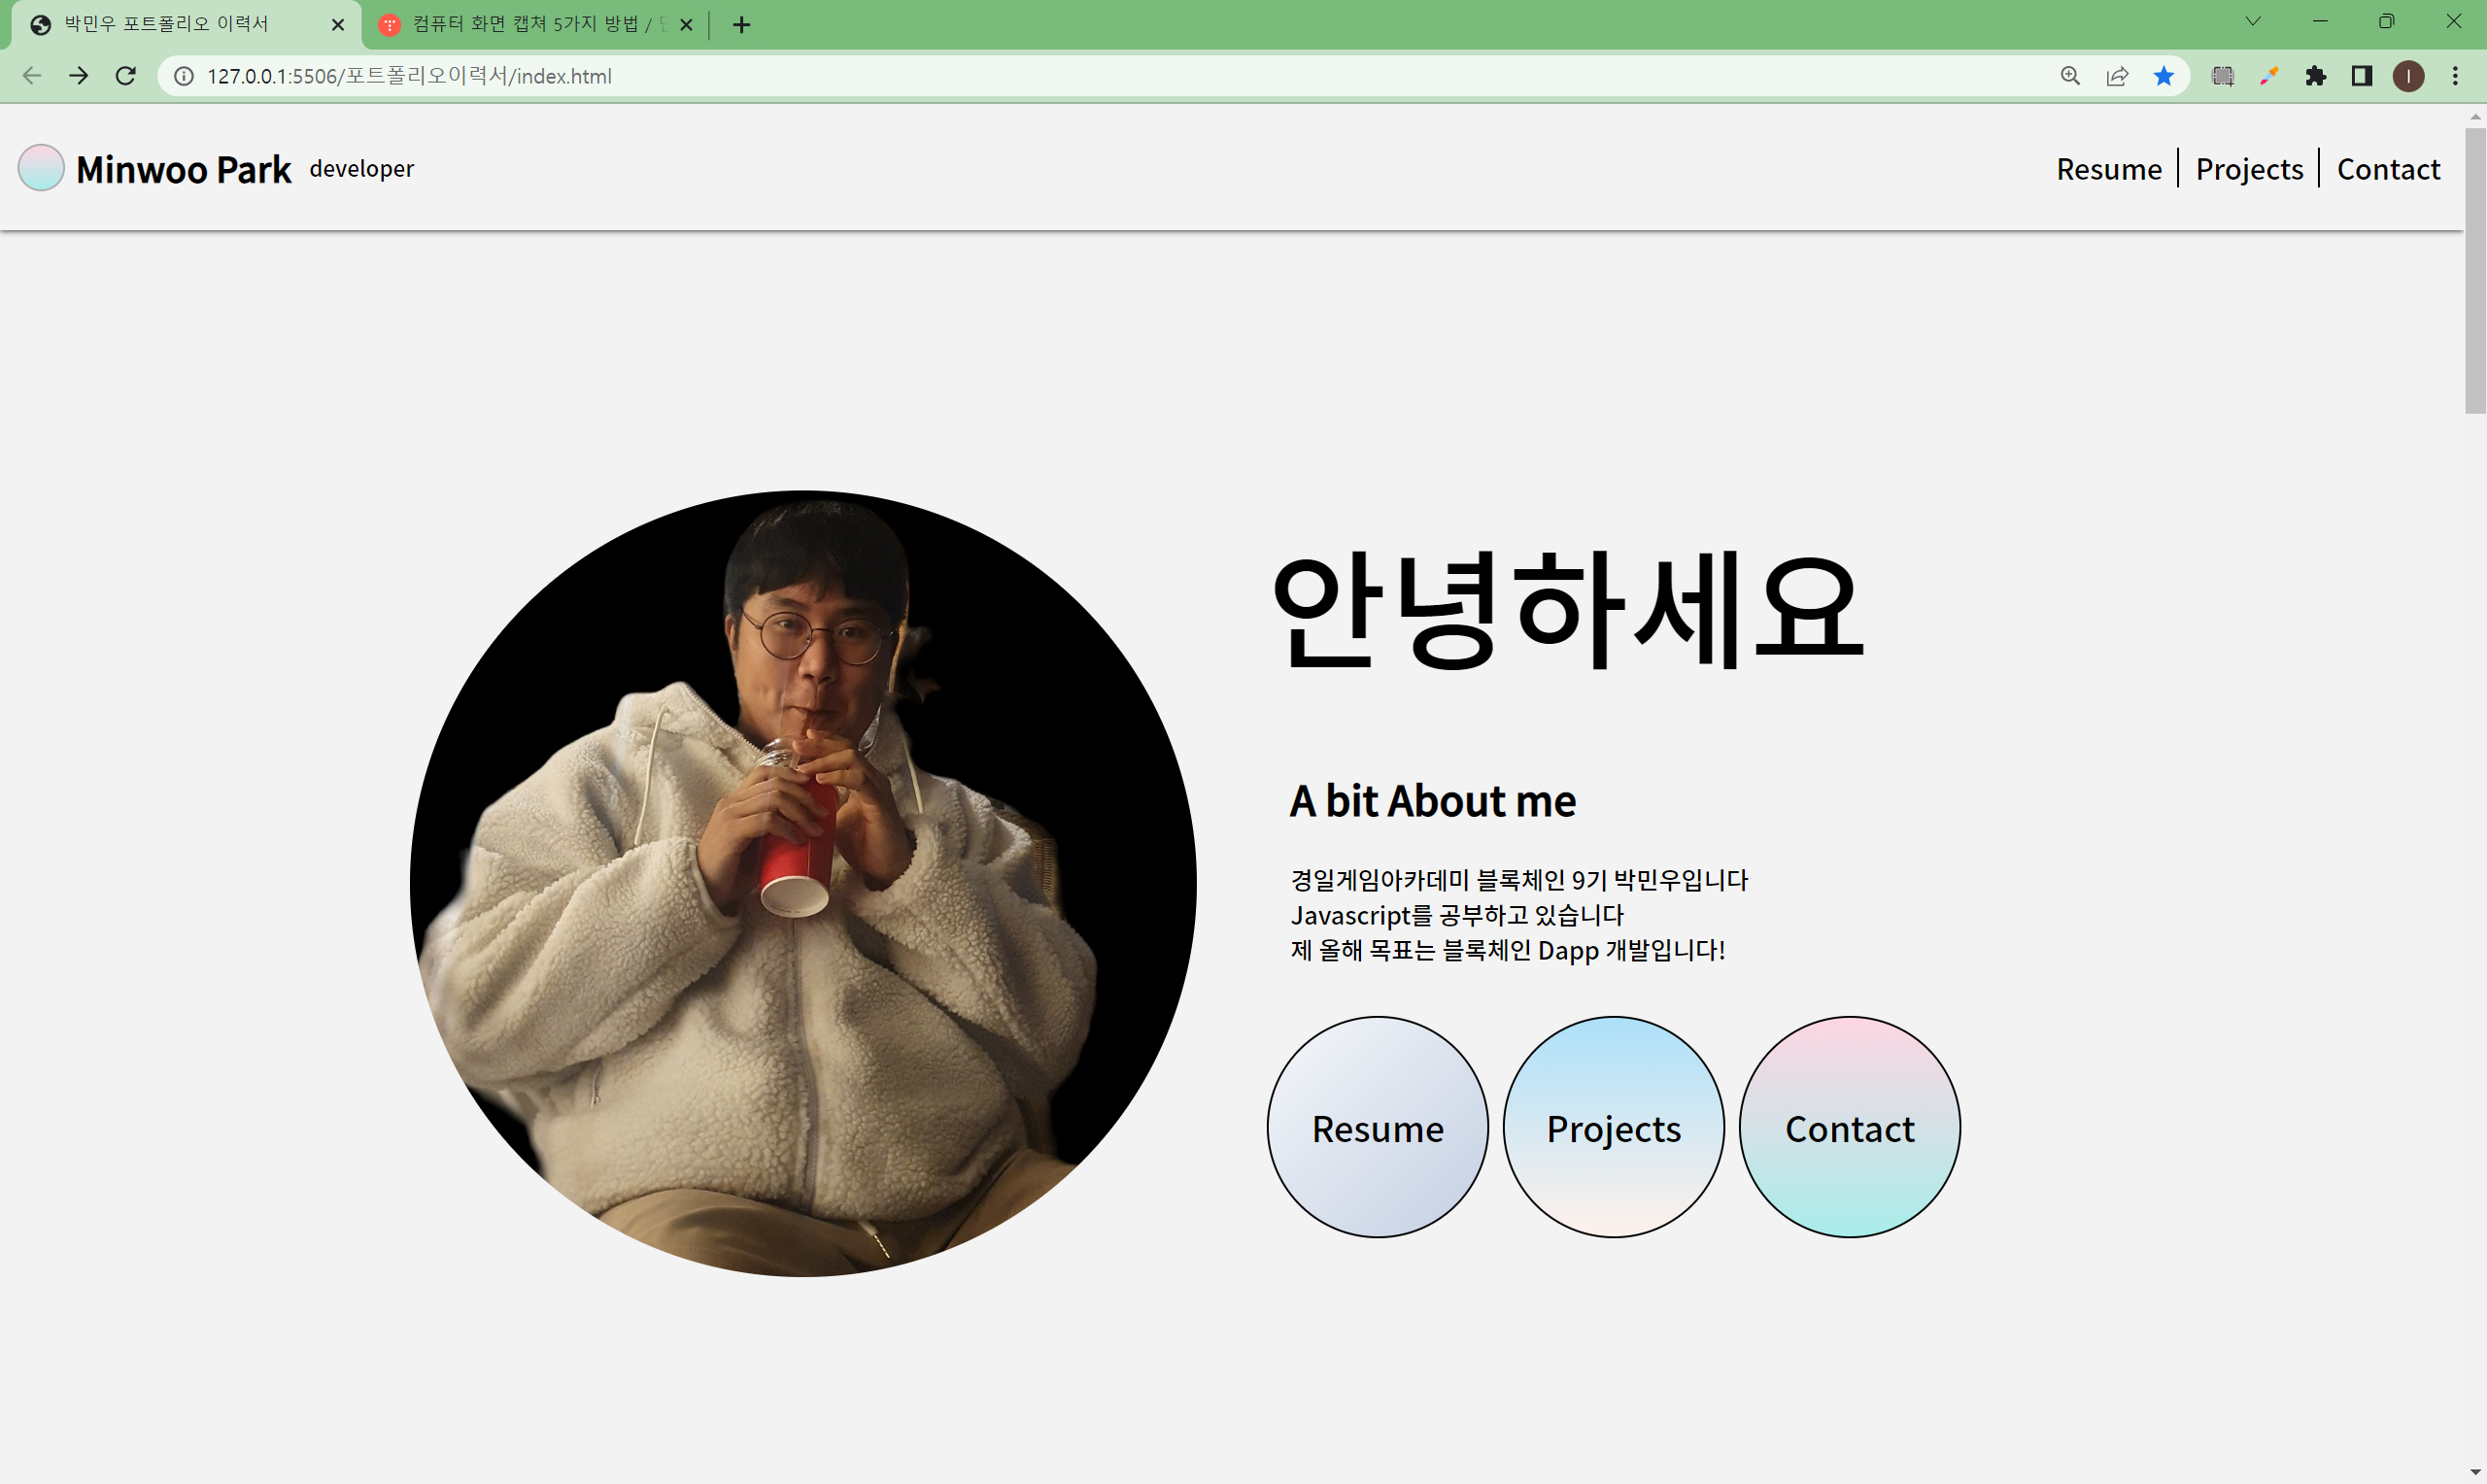 박민우 포트폴리오 이력서
컴퓨터 화면 캡쳐 5가지 방법 /
127.0.0.1:5506/포트폴리오이력서/index.html
I
Minwoo Park developer
Resume
Projects
Contact
안녕하세요
A bit About me
경일게임아카데미 블록체인 9기 박민우입니다
Javascript를 공부하고 있습니다
제 올해 목표는 블록체인 Dapp 개발입니다!
Resume
Projects
Contact